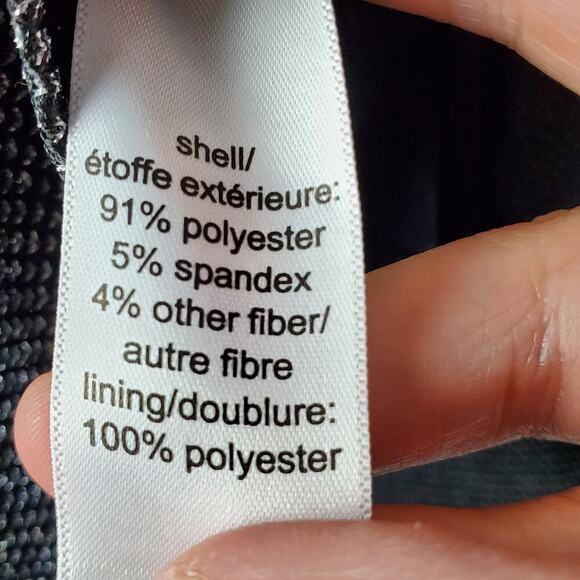 shell/
étoffe extérieure:
91% polyester
5% spandex
4% other fiber/
autre fibre
lining/doublure:
100% polyester